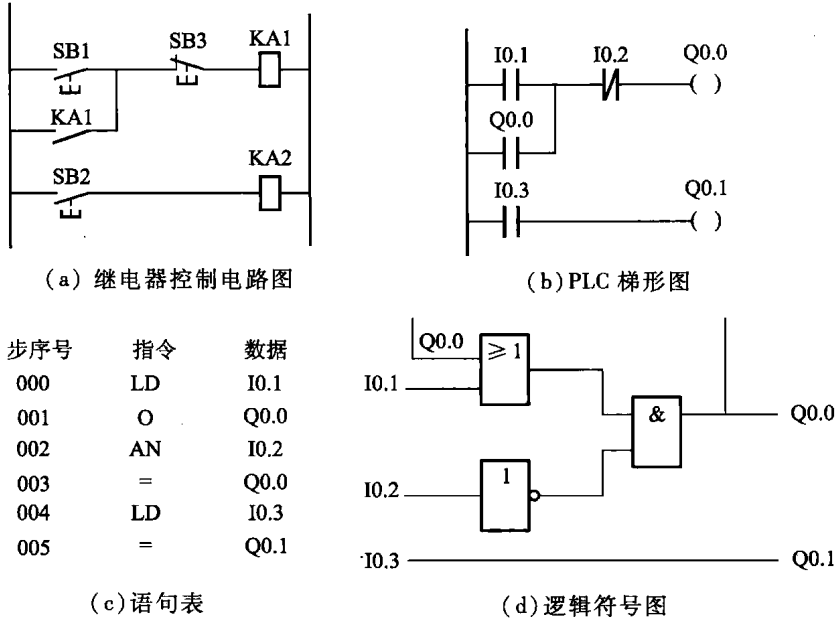 SB1
SB3
KA1
KA1
SB2
KA2
(a) 继电器控制电路图
I0.1
I0.2
Q0.0
( )
Q0.0
I0.3
Q0.1
( )
(b)PLC 梯形图
步序号 指令 数据
000 LD I0.1
001 O Q0.0
002 AN I0.2
003 = Q0.0
004 LD I0.3
005 = Q0.1
(c)语句表
Q0.0
≥1
I0.1
&
Q0.0
I0.2
1
I0.3
Q0.1
(d)逻辑符号图